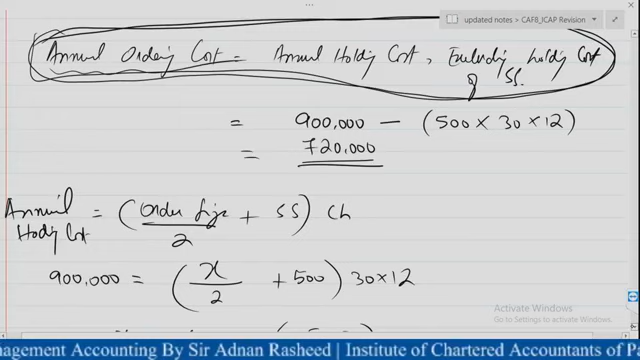 updated notes > CAF8_ICAP Revision
Annual Ordering Cost = Annual Holding Cost, Excluding holding Cost
of SS.
= 900,000 - (500 × 30 × 12)
= 720,000
Annual Holding Cost = (Order Size / 2 + SS) Ch
900,000 = (x / 2 + 500) 30×12
Activate Windows
Go to Settings to activate Windows.
nagement Accounting By Sir Adnan Rasheed | Institute of Chartered Accountants of Pa